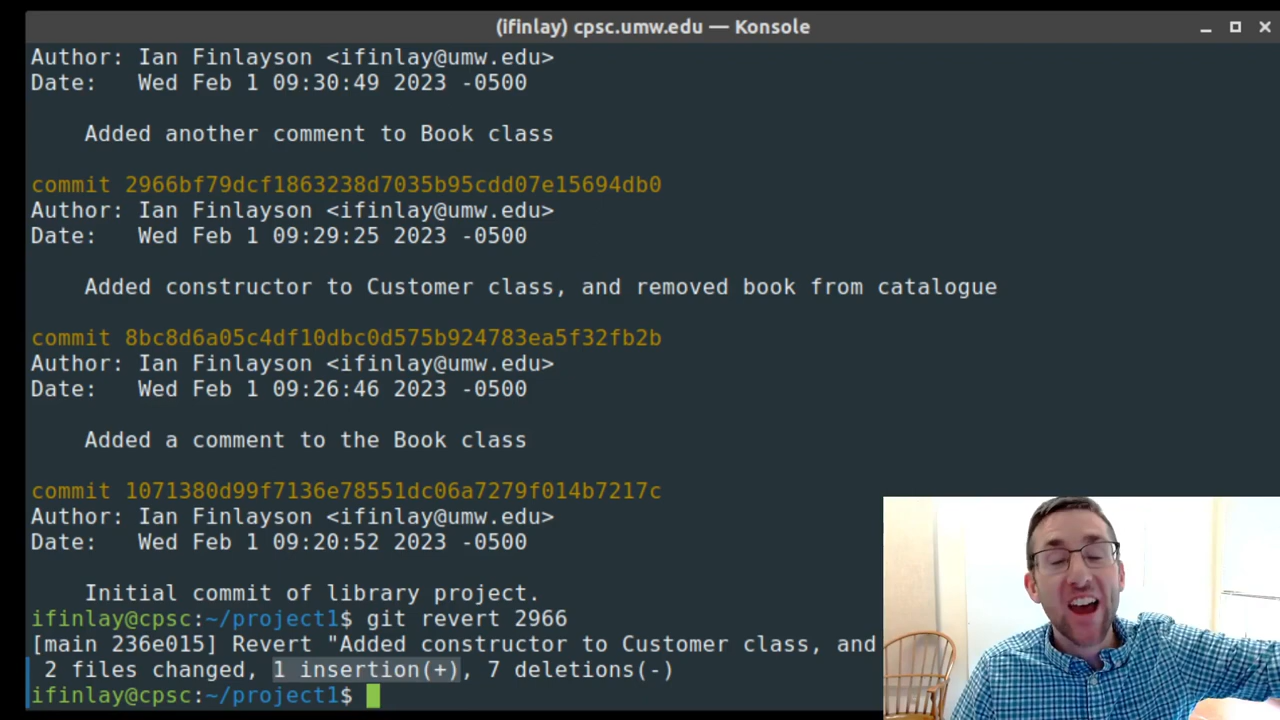 (ifinlay) cpsc.umw.edu — Konsole
Author: Ian Finlayson <ifinlay@umw.edu>
Date:   Wed Feb 1 09:30:49 2023 -0500
Added another comment to Book class
commit 2966bf79dcf1863238d7035b95cdd07e15694db0
Author: Ian Finlayson <ifinlay@umw.edu>
Date:   Wed Feb 1 09:29:25 2023 -0500
Added constructor to Customer class, and removed book from catalogue
commit 8bc8d6a05c4df10dbc0d575b924783ea5f32fb2b
Author: Ian Finlayson <ifinlay@umw.edu>
Date:   Wed Feb 1 09:26:46 2023 -0500
Added a comment to the Book class
commit 1071380d99f7136e78551dc06a7279f014b7217c
Author: Ian Finlayson <ifinlay@umw.edu>
Date:   Wed Feb 1 09:20:52 2023 -0500
Initial commit of library project.
ifinlay@cpsc:~/project1$ git revert 2966
[main 236e015] Revert "Added constructor to Customer class, and
2 files changed, 1 insertion(+), 7 deletions(-)
ifinlay@cpsc:~/project1$